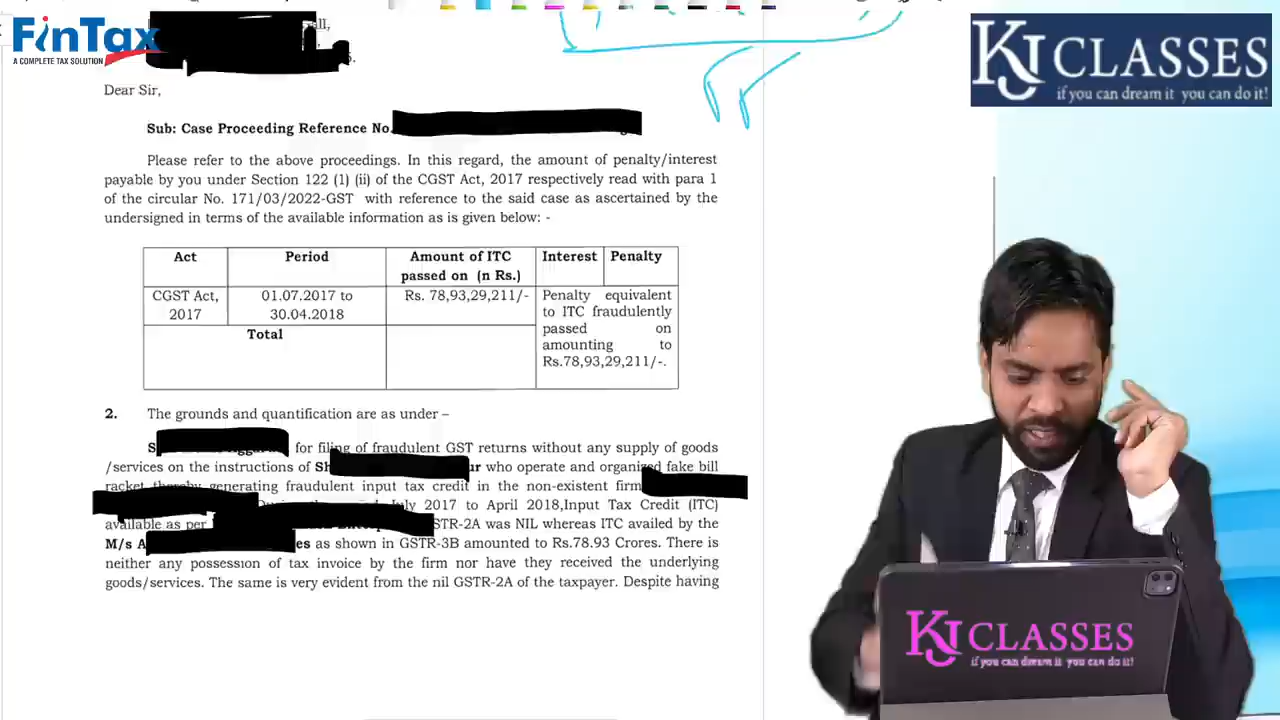 FinTax
A COMPLETE TAX SOLUTION
KJ CLASSES
if you can dream it you can do it!
Dear Sir,
Sub: Case Proceeding Reference No.
Please refer to the above proceedings. In this regard, the amount of penalty/interest
payable by you under Section 122 (1) (ii) of the CGST Act, 2017 respectively read with para 1
of the circular No. 171/03/2022-GST with reference to the said case as ascertained by the
undersigned in terms of the available information as is given below: -
Act Period Amount of ITC passed on (n Rs.) Interest Penalty
CGST Act, 2017 01.07.2017 to 30.04.2018 Rs. 78,93,29,211/- Penalty equivalent to ITC fraudulently passed on amounting to Rs.78,93,29,211/-.
Total
2. The grounds and quantification are as under –
for filing of fraudulent GST returns without any supply of goods
/services on the instructions of who operate and organized fake bill
racket thereby generating fraudulent input tax credit in the non-existent firm
July 2017 to April 2018,Input Tax Credit (ITC)
available as per was NIL whereas ITC availed by the
M/s as shown in GSTR-3B amounted to Rs.78.93 Crores. There is
neither any possession of tax invoice by the firm nor have they received the underlying
goods/services. The same is very evident from the nil GSTR-2A of the taxpayer. Despite having
KJ CLASSES
if you can dream it you can do it!